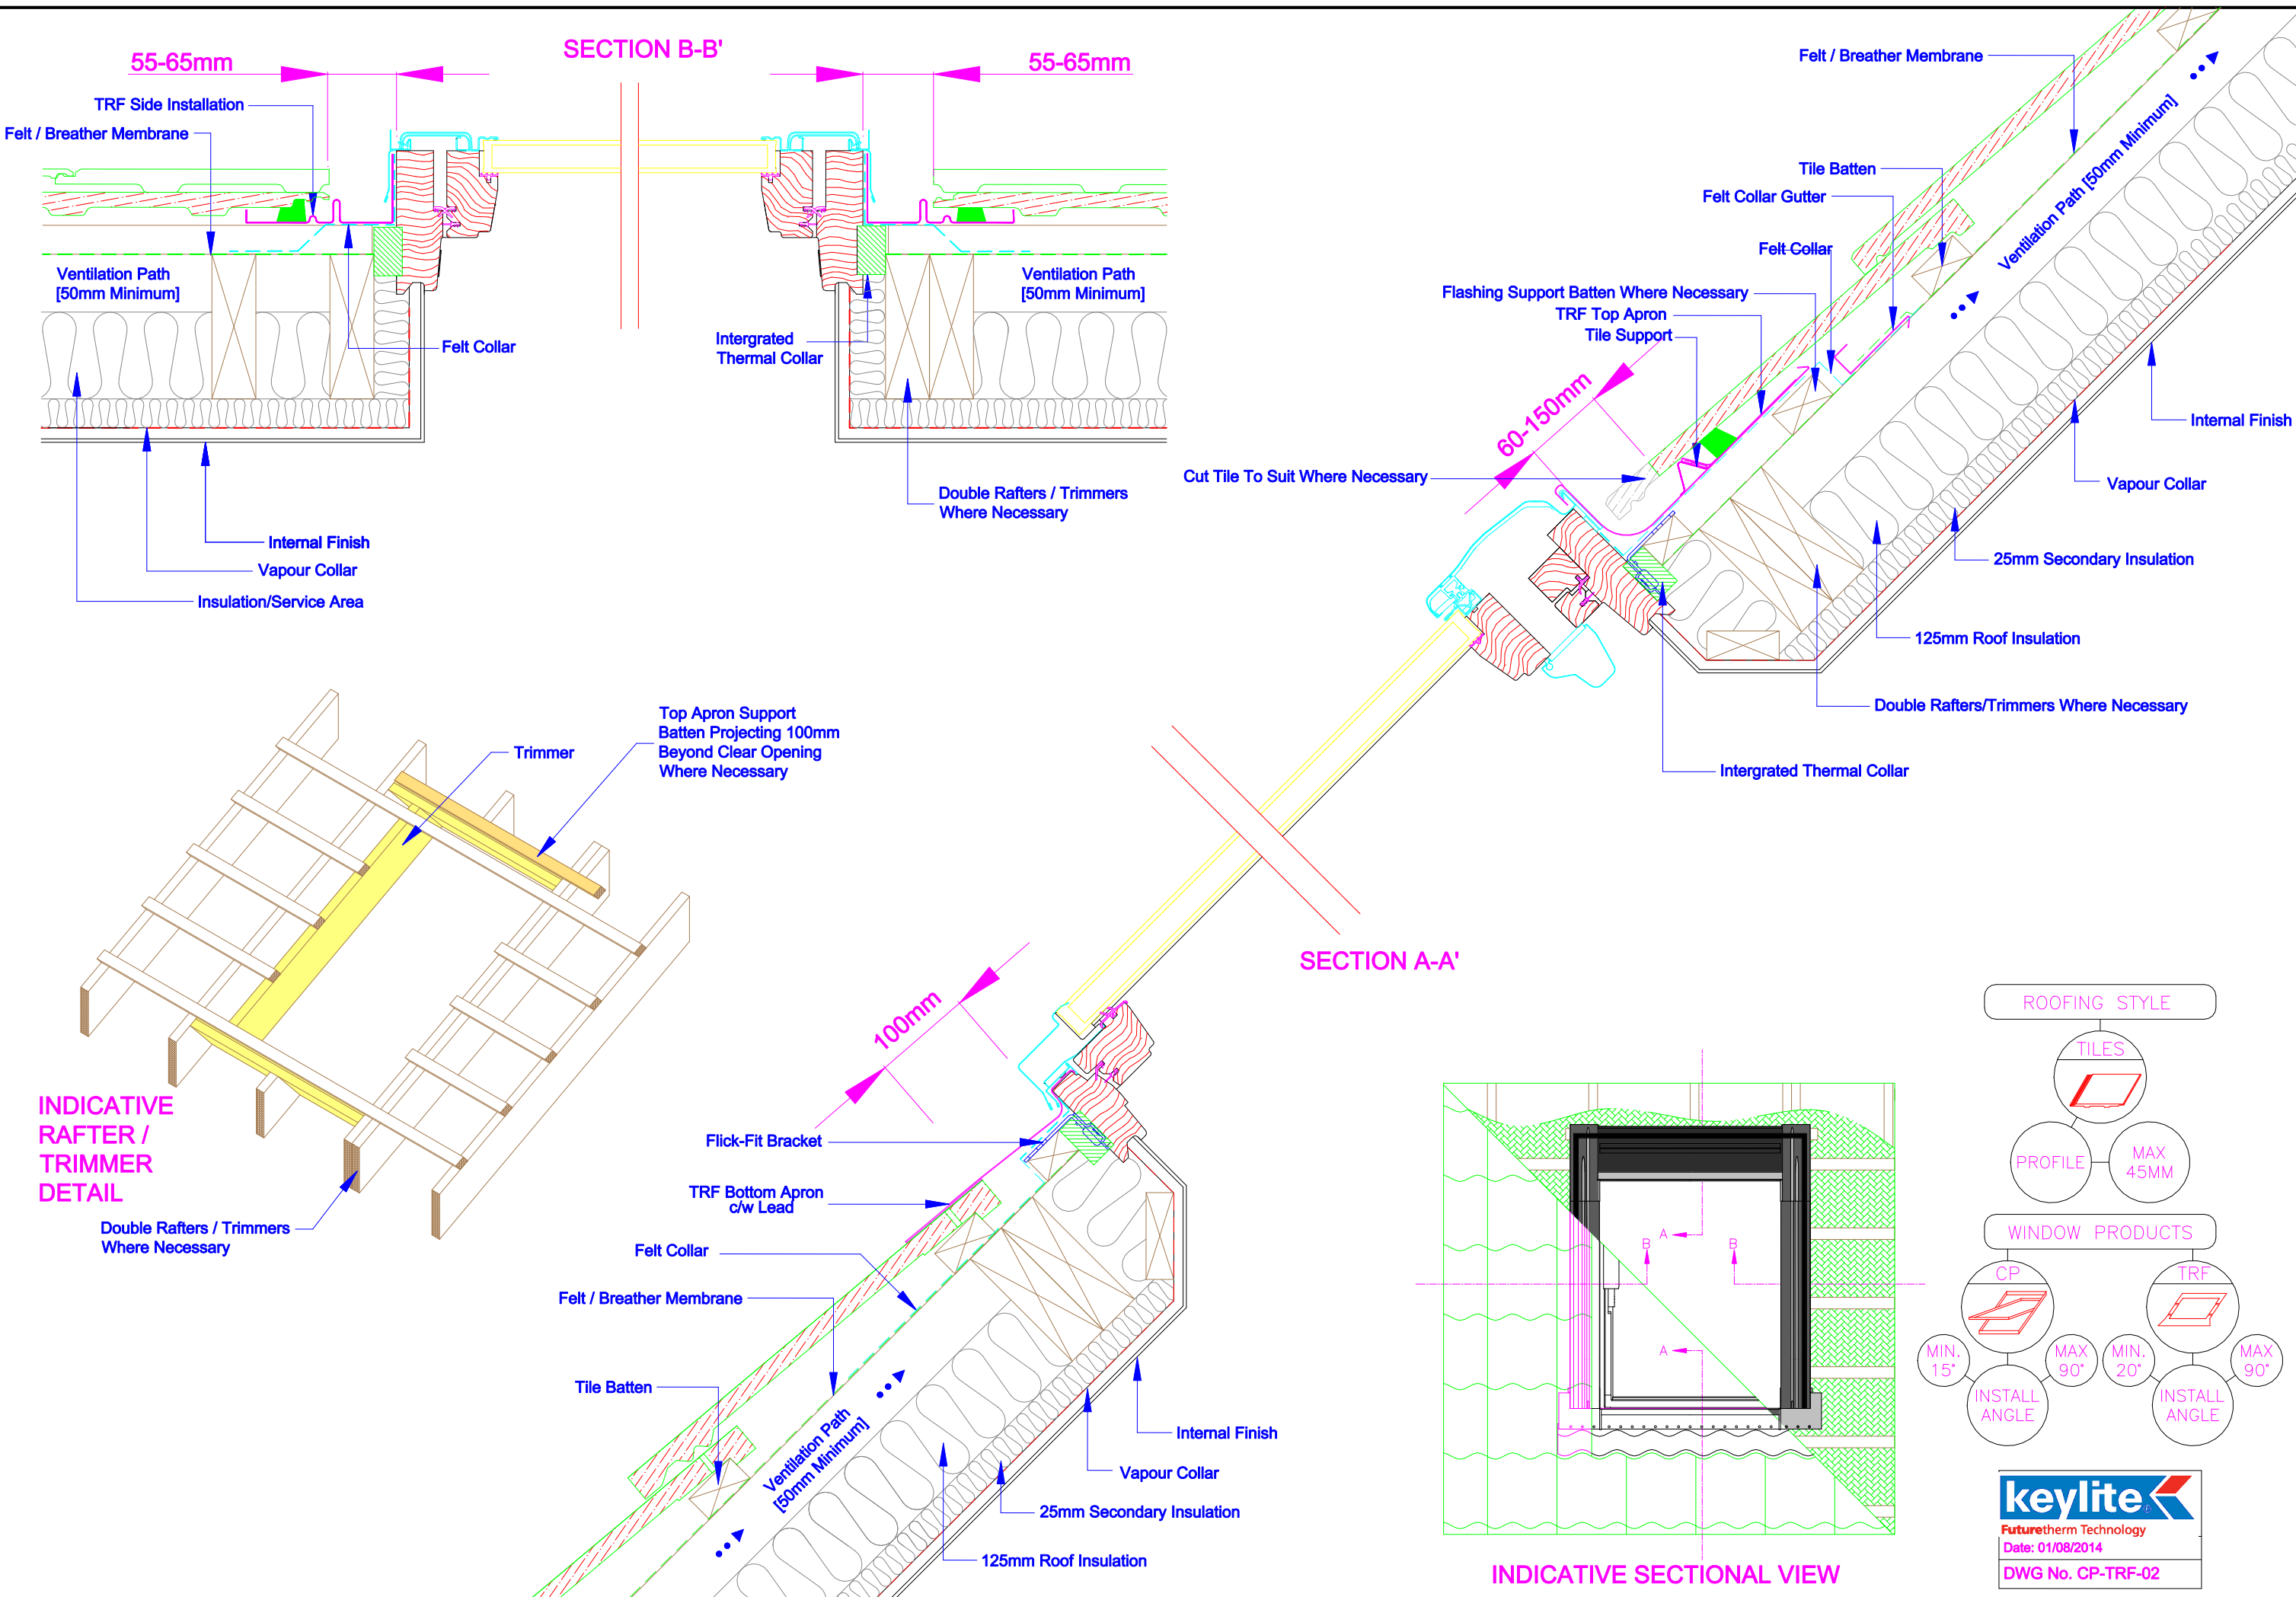 SECTION B-B'
55-65mm
55-65mm
TRF Side Installation
Felt / Breather Membrane
Ventilation Path
[50mm Minimum]
Ventilation Path
[50mm Minimum]
Felt Collar
Intergrated
Thermal Collar
Double Rafters / Trimmers
Where Necessary
Internal Finish
Vapour Collar
Insulation/Service Area
Felt / Breather Membrane
Ventilation Path [50mm Minimum]
Tile Batten
Felt Collar Gutter
Felt Collar
Flashing Support Batten Where Necessary
TRF Top Apron
Tile Support
60-150mm
Cut Tile To Suit Where Necessary
Internal Finish
Vapour Collar
25mm Secondary Insulation
125mm Roof Insulation
Double Rafters/Trimmers Where Necessary
Intergrated Thermal Collar
Top Apron Support
Batten Projecting 100mm
Beyond Clear Opening
Where Necessary
Trimmer
INDICATIVE
RAFTER /
TRIMMER
DETAIL
Double Rafters / Trimmers
Where Necessary
SECTION A-A'
100mm
Flick-Fit Bracket
TRF Bottom Apron
c/w Lead
Felt Collar
Felt / Breather Membrane
Tile Batten
Ventilation Path
[50mm Minimum]
Internal Finish
Vapour Collar
25mm Secondary Insulation
125mm Roof Insulation
A
B
B
A
INDICATIVE SECTIONAL VIEW
ROOFING STYLE
TILES
PROFILE
MAX
45MM
WINDOW PRODUCTS
CP
TRF
MIN.
15°
MAX
90°
MIN.
20°
MAX
90°
INSTALL
ANGLE
INSTALL
ANGLE
keylite
Futuretherm Technology
Date: 01/08/2014
DWG No. CP-TRF-02